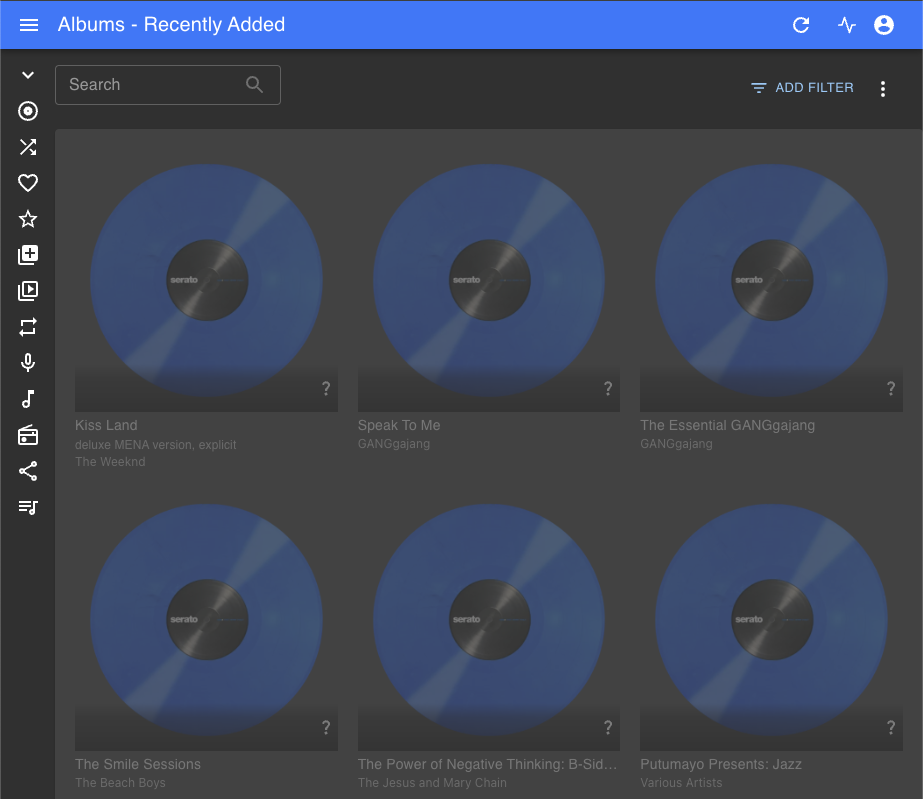 Albums - Recently Added
Search
ADD FILTER
serato
serato
serato
?
?
?
Kiss Land
deluxe MENA version, explicit
The Weeknd
Speak To Me
GANGgajang
The Essential GANGgajang
GANGgajang
serato
serato
serato
?
?
?
The Smile Sessions
The Beach Boys
The Power of Negative Thinking: B-Sid…
The Jesus and Mary Chain
Putumayo Presents: Jazz
Various Artists